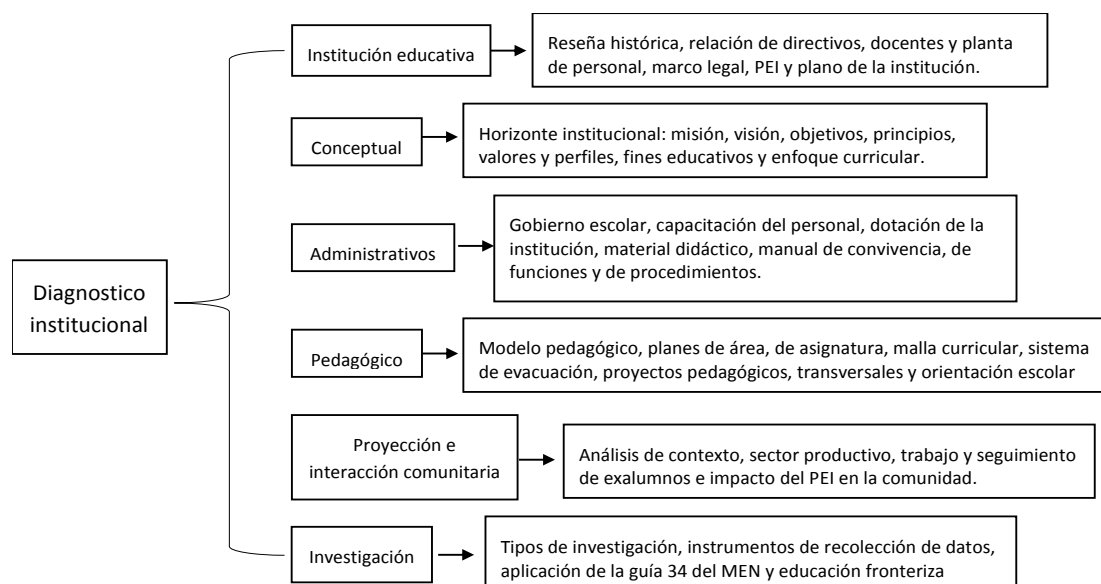 Institución educativa
Reseña histórica, relación de directivos, docentes y planta
de personal, marco legal, PEI y plano de la institución.
Conceptual
Horizonte institucional: misión, visión, objetivos, principios,
valores y perfiles, fines educativos y enfoque curricular.
Administrativos
Gobierno escolar, capacitación del personal, dotación de la
institución, material didáctico, manual de convivencia, de
funciones y de procedimientos.
Diagnostico
institucional
Pedagógico
Modelo pedagógico, planes de área, de asignatura, malla curricular, sistema
de evacuación, proyectos pedagógicos, transversales y orientación escolar
Proyección e
interacción comunitaria
Análisis de contexto, sector productivo, trabajo y seguimiento
de exalumnos e impacto del PEI en la comunidad.
Investigación
Tipos de investigación, instrumentos de recolección de datos,
aplicación de la guía 34 del MEN y educación fronteriza